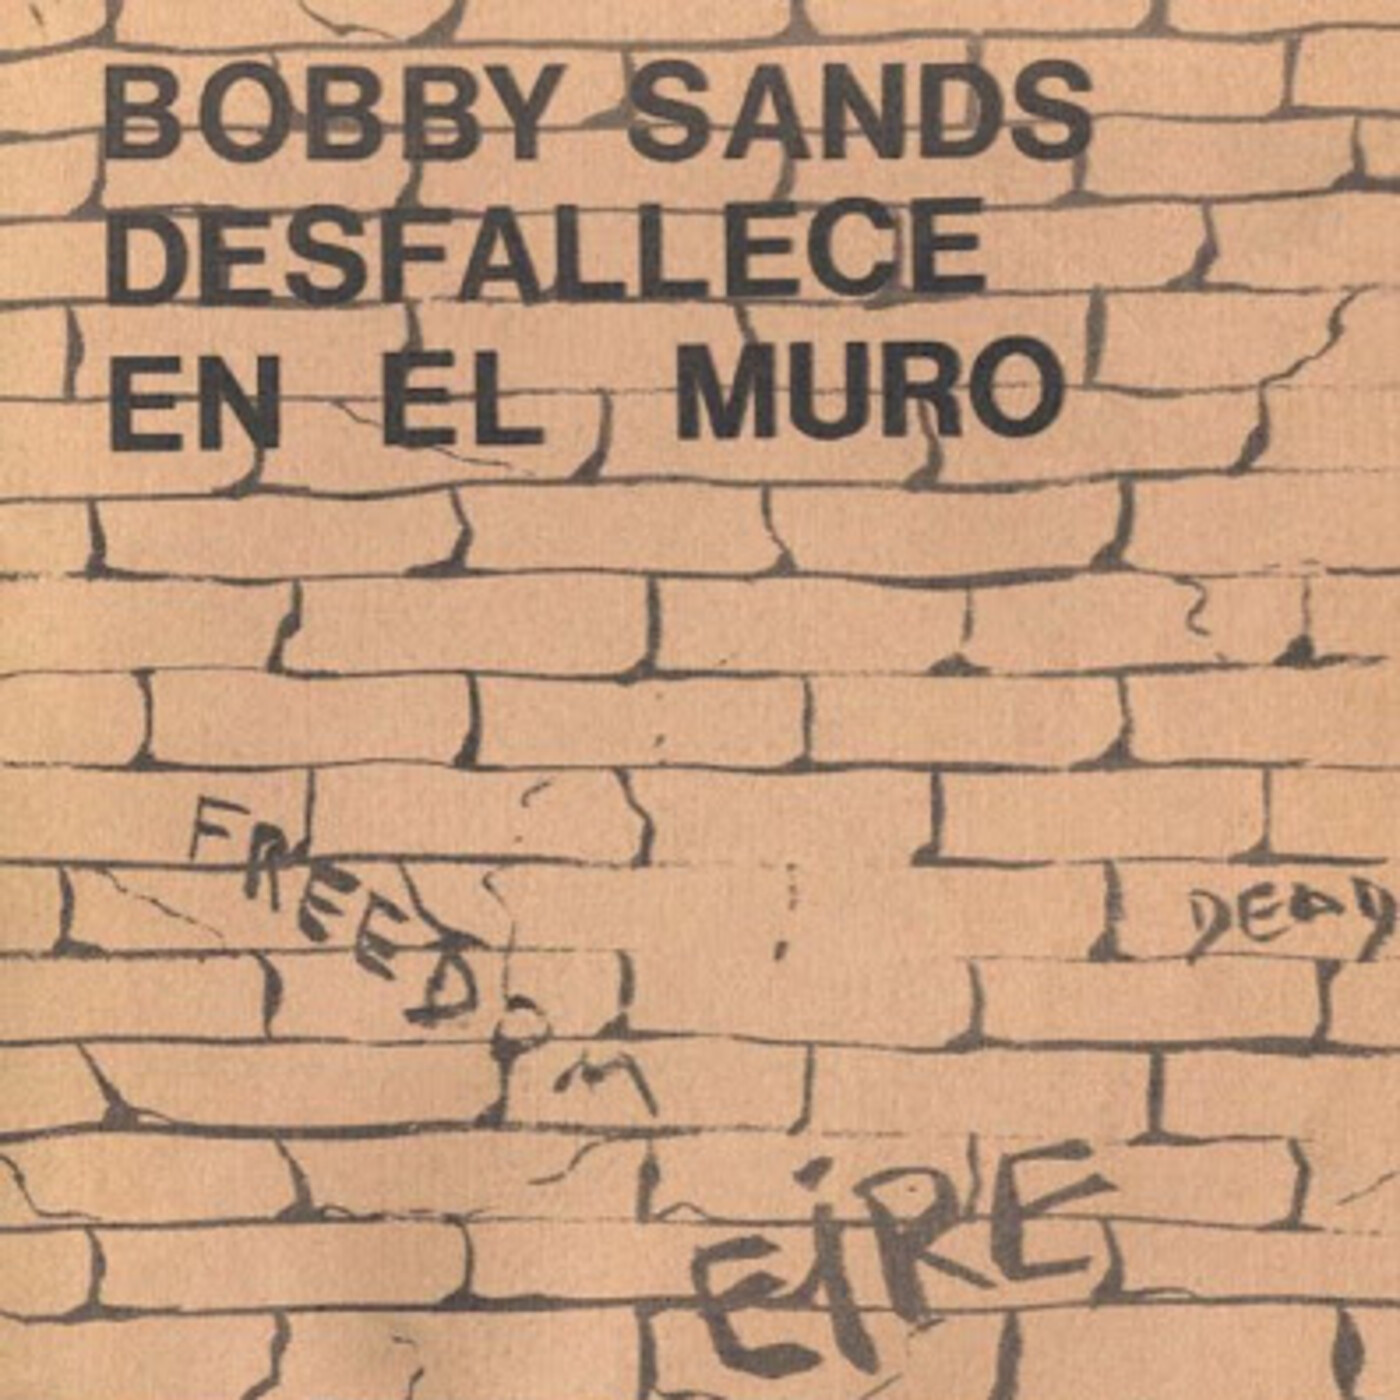 BOBBY SANDS
DESFALLECE
EN EL MURO
FREEDOM
DEAD
EIRE